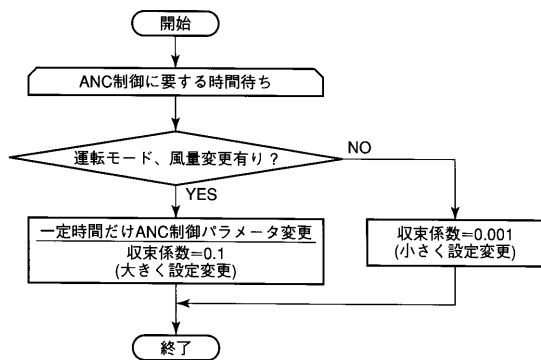 開始
ANC制御に要する時間待ち
運転モード、風量変更有り？
NO
YES
一定時間だけANC制御パラメータ変更
収束係数=0.1
(大きく設定変更)
収束係数=0.001
(小さく設定変更)
終了